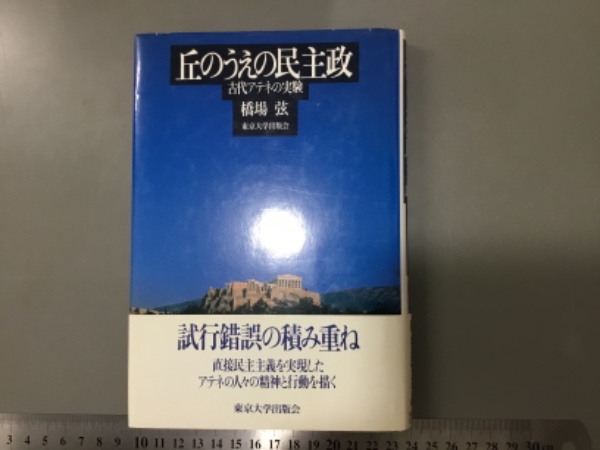 丘のうえの民主政
古代アテネの実験
橋場 弦
東京大学出版会
試行錯誤の積み重ね
直接民主主義を実現した
アテネの人々の精神と行動を描く
東京大学出版会
3 4 5 6 7 8 9 10 11 12 13 14 15 16 17 18 19 20 21 22 23 24 25 26 27 28 29 30cm